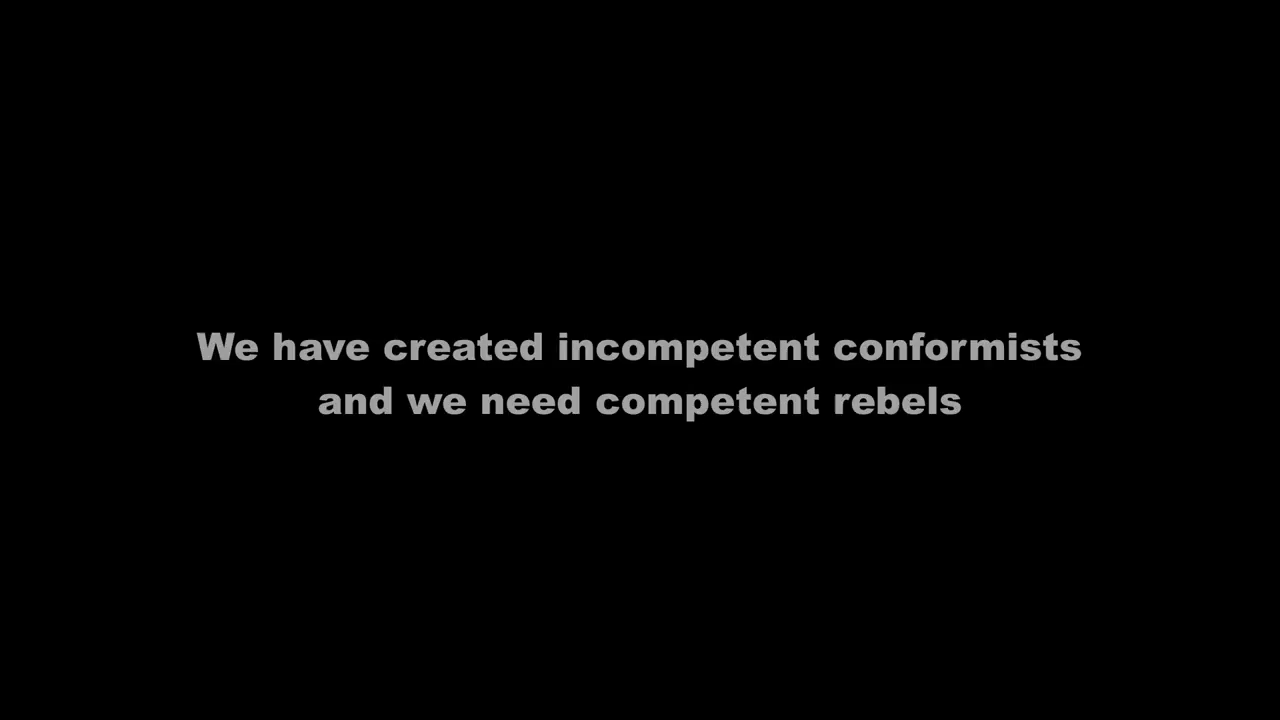 We have created incompetent conformists
and we need competent rebels